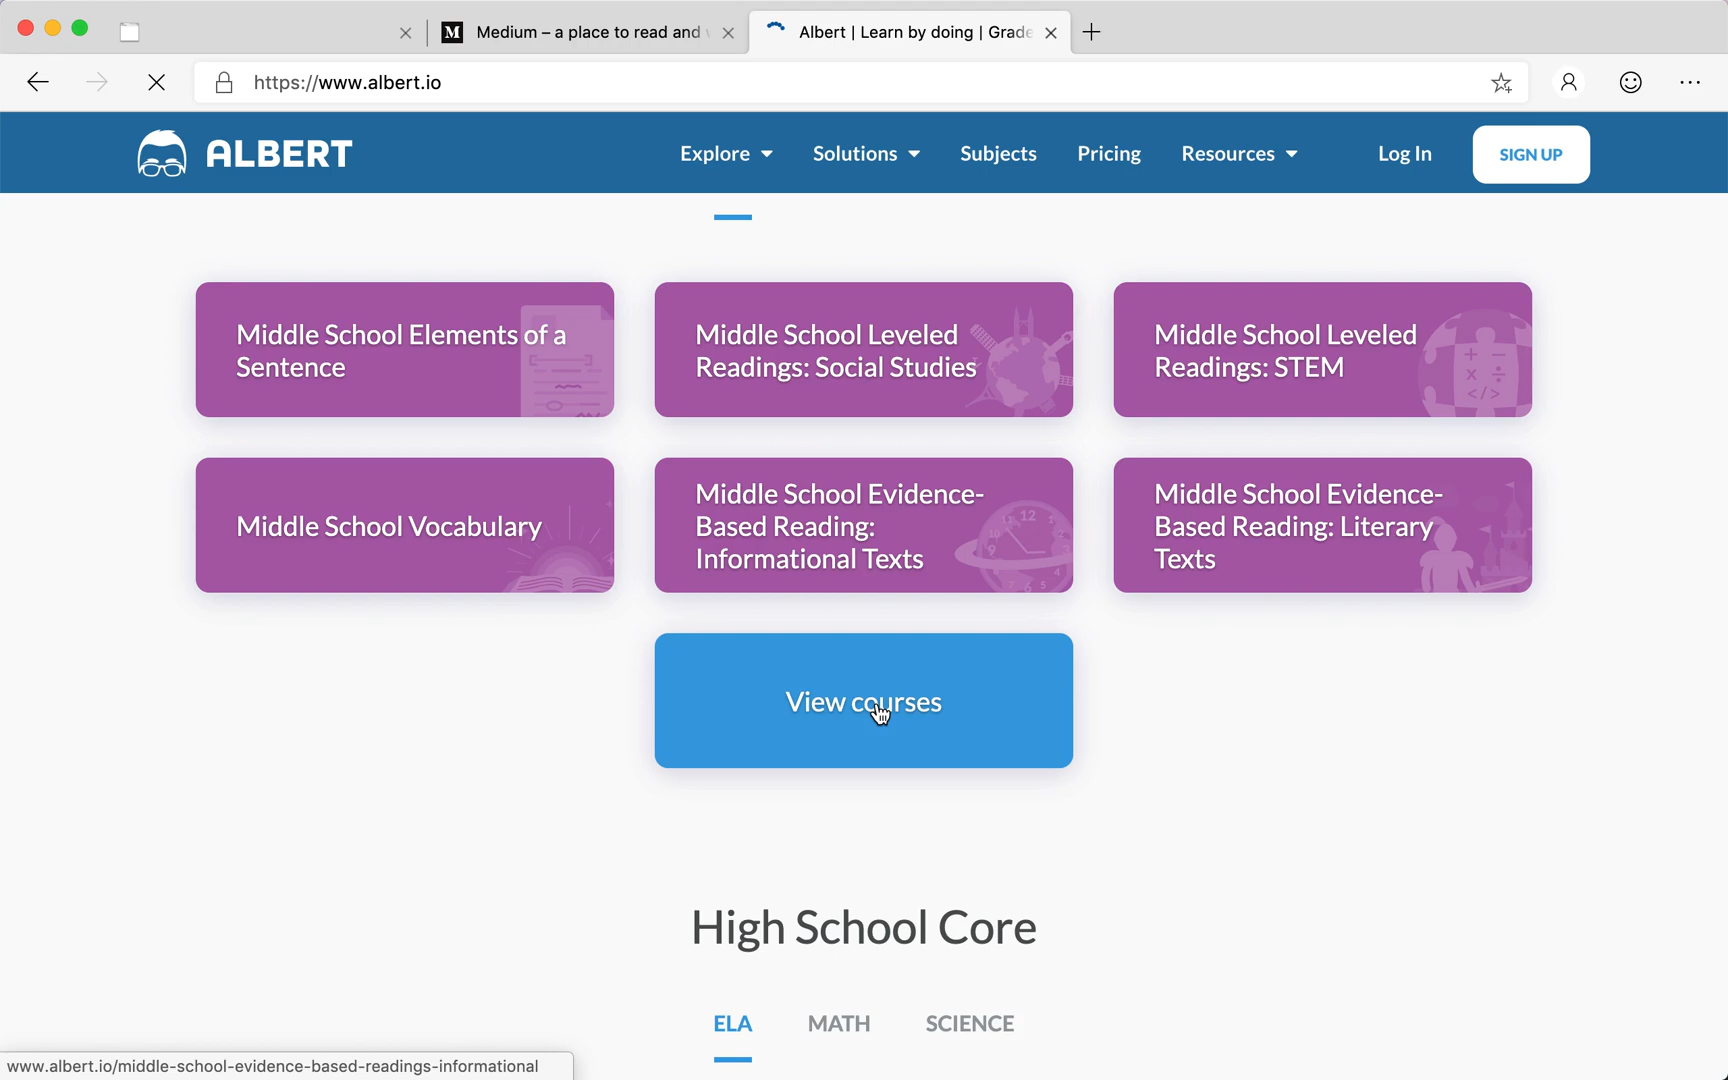 Medium – a place to read and
Albert | Learn by doing | Grade
https://www.albert.io
ALBERT
Explore
Solutions
Subjects
Pricing
Resources
Log In
SIGN UP
Middle School Elements of a
Sentence
Middle School Leveled
Readings: Social Studies
Middle School Leveled
Readings: STEM
Middle School Vocabulary
Middle School Evidence-
Based Reading:
Informational Texts
Middle School Evidence-
Based Reading: Literary
Texts
View courses
High School Core
ELA
MATH
SCIENCE
www.albert.io/middle-school-evidence-based-readings-informational